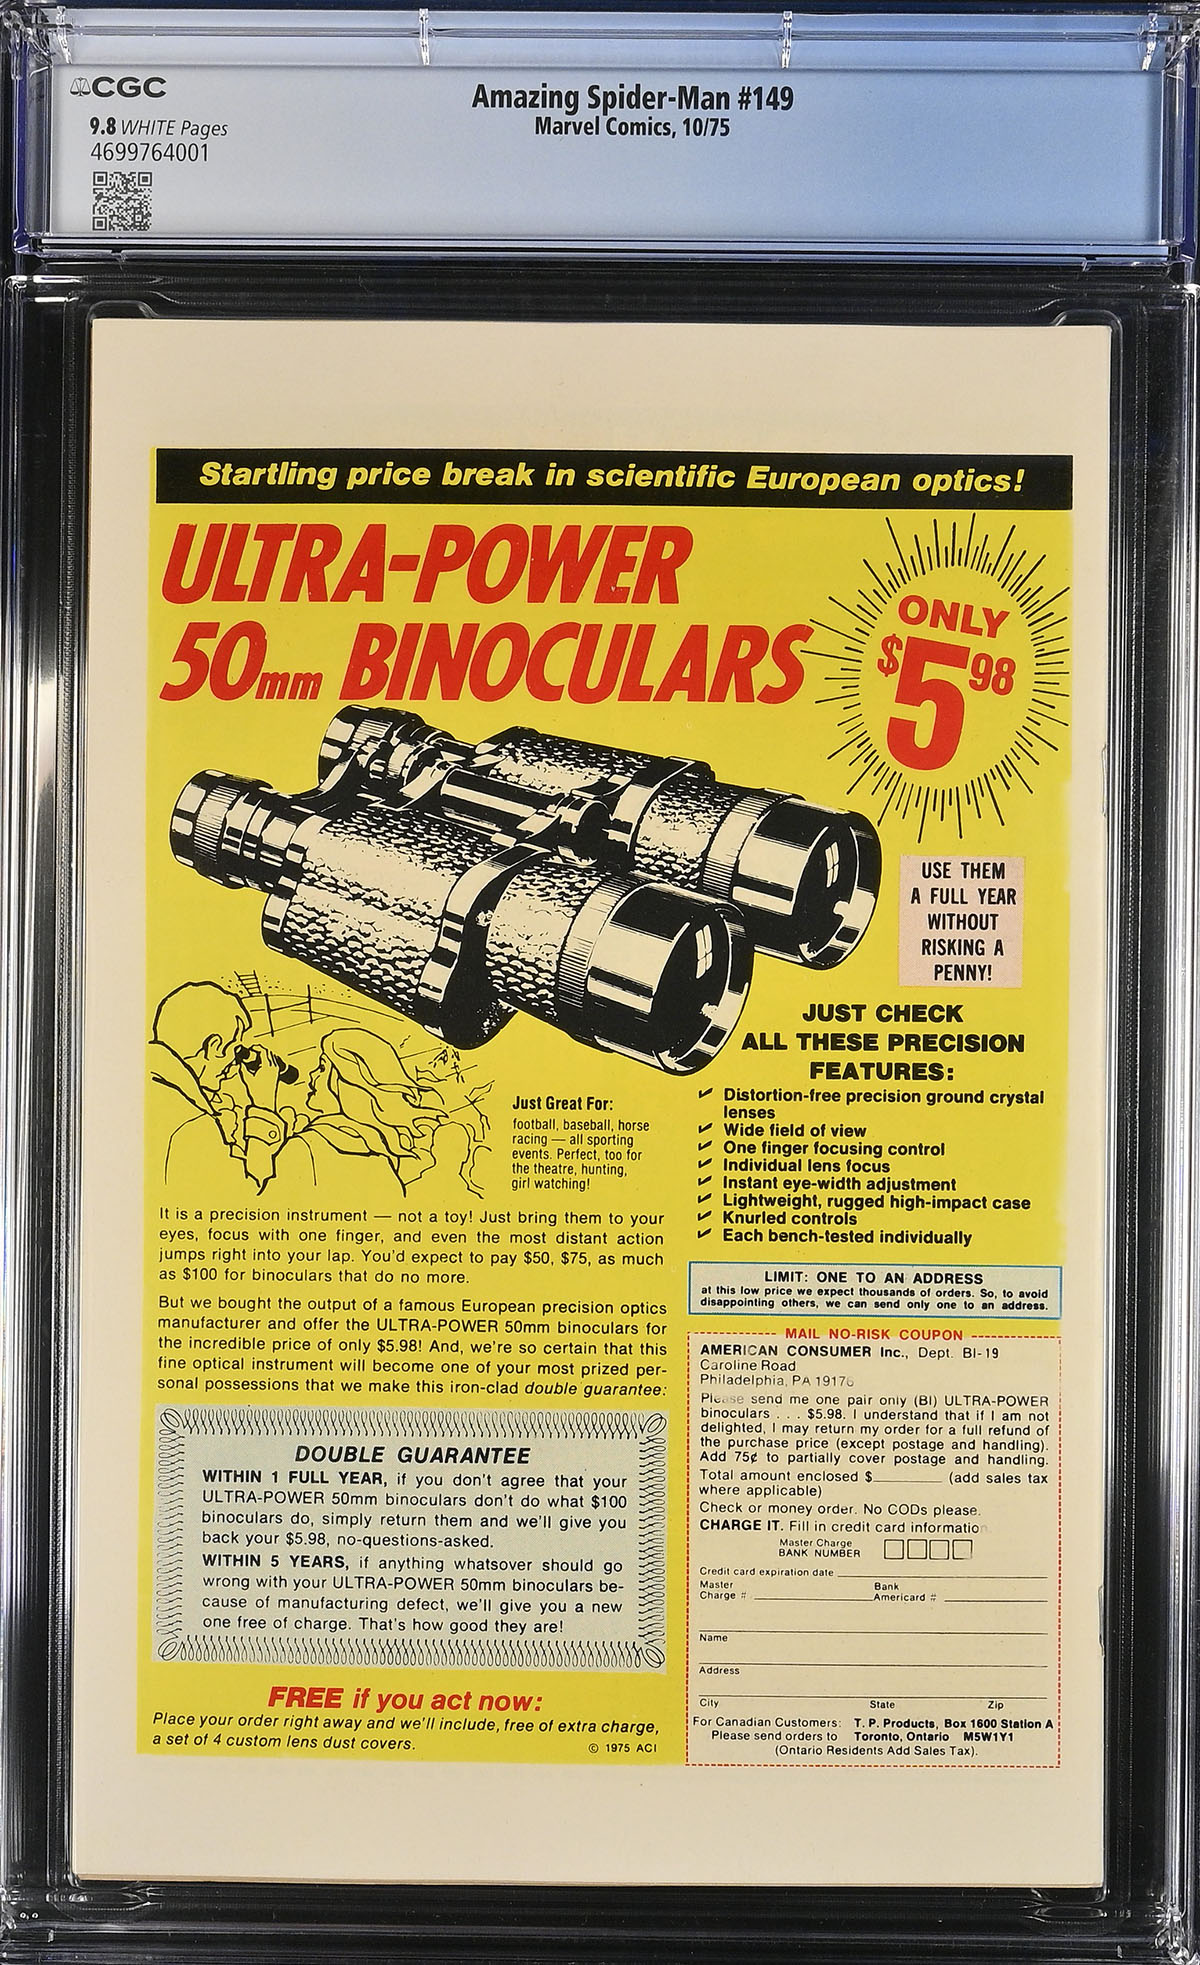 CGC
Amazing Spider-Man #149
Marvel Comics, 10/75
9.8 WHITE Pages
4699764001
Startling price break in scientific European optics!
ULTRA-POWER
50mm BINOCULARS
ONLY
$5.98
USE THEM
A FULL YEAR
WITHOUT
RISKING A
PENNY!
JUST CHECK
ALL THESE PRECISION
FEATURES:
Distortion-free precision ground crystal
lenses
Wide field of view
One finger focusing control
Individual lens focus
Instant eye-width adjustment
Lightweight, rugged high-impact case
Knurled controls
Each bench-tested individually
Just Great For:
football, baseball, horse
racing — all sporting
events. Perfect, too for
the theatre, hunting,
girl watching!
It is a precision instrument — not a toy! Just bring them to your
eyes, focus with one finger, and even the most distant action
jumps right into your lap. You'd expect to pay $50, $75, as much
as $100 for binoculars that do no more.
But we bought the output of a famous European precision optics
manufacturer and offer the ULTRA-POWER 50mm binoculars for
the incredible price of only $5.98! And, we're so certain that this
fine optical instrument will become one of your most prized per-
sonal possessions that we make this iron-clad double guarantee:
DOUBLE GUARANTEE
WITHIN 1 FULL YEAR, if you don't agree that your
ULTRA-POWER 50mm binoculars don't do what $100
binoculars do, simply return them and we'll give you
back your $5.98, no-questions-asked.
WITHIN 5 YEARS, if anything whatsover should go
wrong with your ULTRA-POWER 50mm binoculars be-
cause of manufacturing defect, we'll give you a new
one free of charge. That's how good they are!
FREE if you act now:
Place your order right away and we'll include, free of extra charge,
a set of 4 custom lens dust covers.
© 1975 ACI
LIMIT: ONE TO AN ADDRESS
at this low price we expect thousands of orders. So, to avoid
disappointing others, we can send only one to an address.
MAIL NO-RISK COUPON
AMERICAN CONSUMER Inc., Dept. BI-19
Caroline Road
Philadelphia, PA 19176
Please send me one pair only (BI) ULTRA-POWER
binoculars . . . $5.98. I understand that if I am not
delighted, I may return my order for a full refund of
the purchase price (except postage and handling).
Add 75¢ to partially cover postage and handling.
Total amount enclosed $________ (add sales tax
where applicable)
Check or money order. No CODs please.
CHARGE IT. Fill in credit card information
Master Charge
BANK NUMBER
Credit card expiration date
Master Bank
Charge # Americard #
Name
Address
City State Zip
For Canadian Customers: T. P. Products, Box 1600 Station A
Please send orders to Toronto, Ontario M5W1Y1
(Ontario Residents Add Sales Tax).